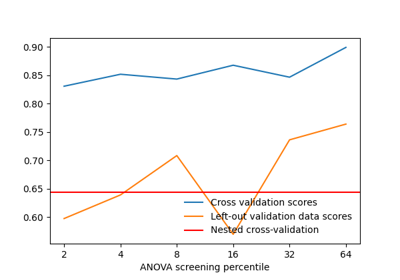 0.90
0.85
0.80
0.75
0.70
0.65
0.60
Cross validation scores
Left-out validation data scores
Nested cross-validation
2 4 8 16 32 64
ANOVA screening percentile